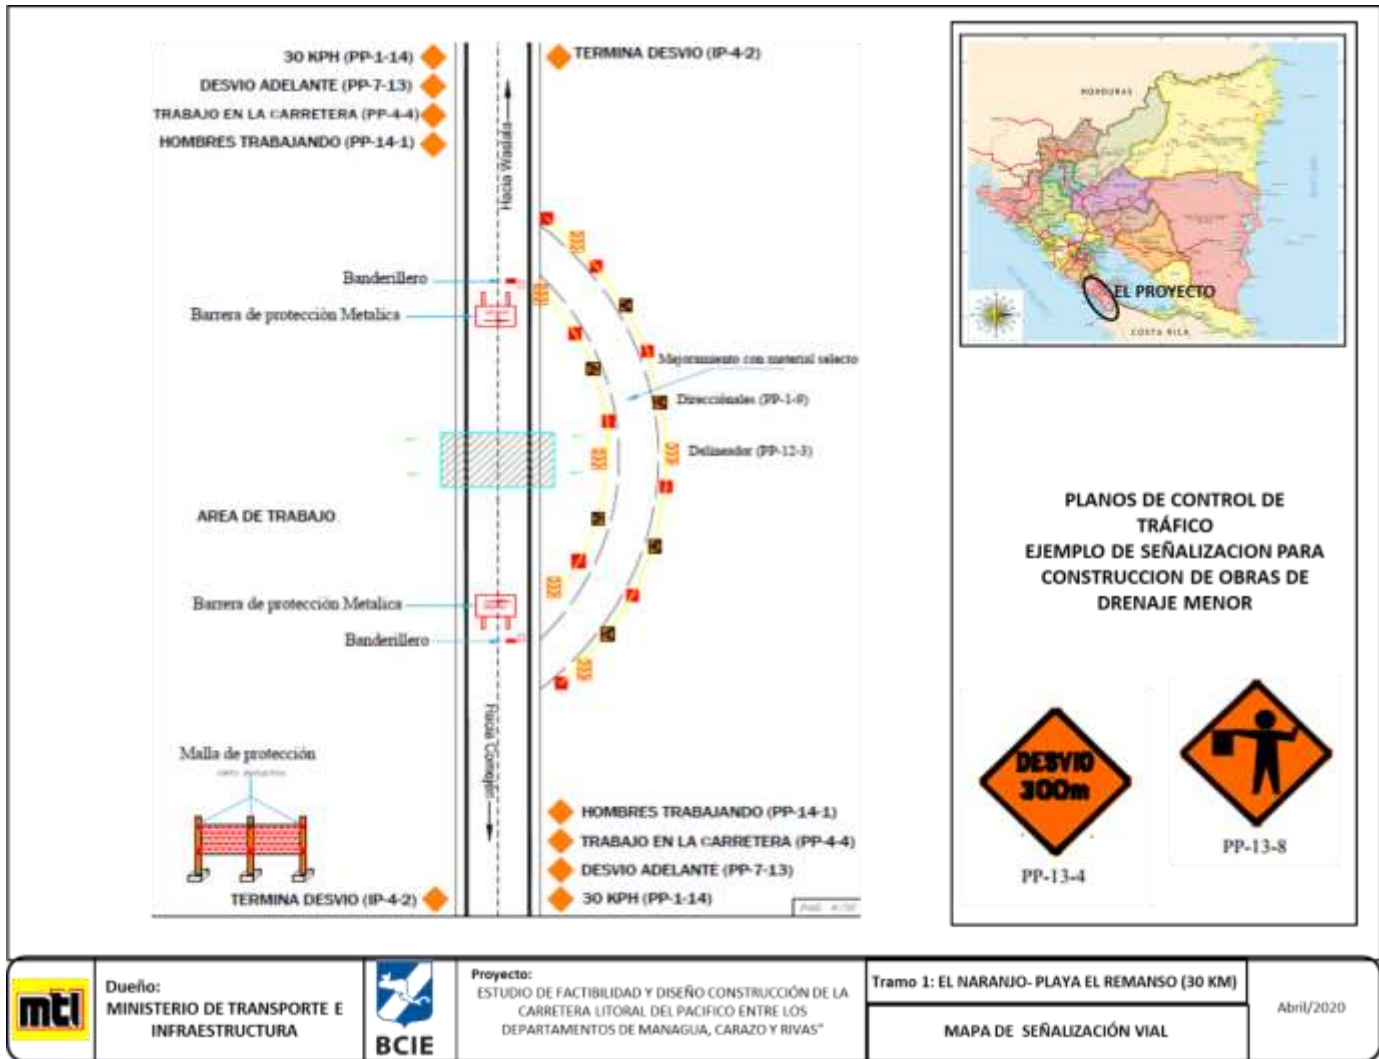 30 KPH (PP-1-14)
DESVIO ADELANTE (PP-7-13)
TRABAJO EN LA CARRETERA (PP-4-4)
HOMBRES TRABAJANDO (PP-14-1)
TERMINA DESVIO (IP-4-2)
Hacia Waslala
Banderillero
Barrera de protección Metalica
Mejoramiento con material selecto
Direcciónales (PP-1-9)
Delineador (PP-12-3)
AREA DE TRABAJO
Barrera de protección Metalica
Banderillero
Hacia Comején
Malla de protección
HOMBRES TRABAJANDO (PP-14-1)
TRABAJO EN LA CARRETERA (PP-4-4)
DESVIO ADELANTE (PP-7-13)
30 KPH (PP-1-14)
TERMINA DESVIO (IP-4-2)
HONDURAS
EL PROYECTO
COSTA RICA
PLANOS DE CONTROL DE
TRÁFICO
EJEMPLO DE SEÑALIZACION PARA
CONSTRUCCION DE OBRAS DE
DRENAJE MENOR
DESVIO
300m
PP-13-4
PP-13-8
mti
Dueño:
MINISTERIO DE TRANSPORTE E
INFRAESTRUCTURA
BCIE
Proyecto:
ESTUDIO DE FACTIBILIDAD Y DISEÑO CONSTRUCCIÓN DE LA
CARRETERA LITORAL DEL PACIFICO ENTRE LOS
DEPARTAMENTOS DE MANAGUA, CARAZO Y RIVAS"
Tramo 1: EL NARANJO- PLAYA EL REMANSO (30 KM)
MAPA DE SEÑALIZACIÓN VIAL
Abril/2020